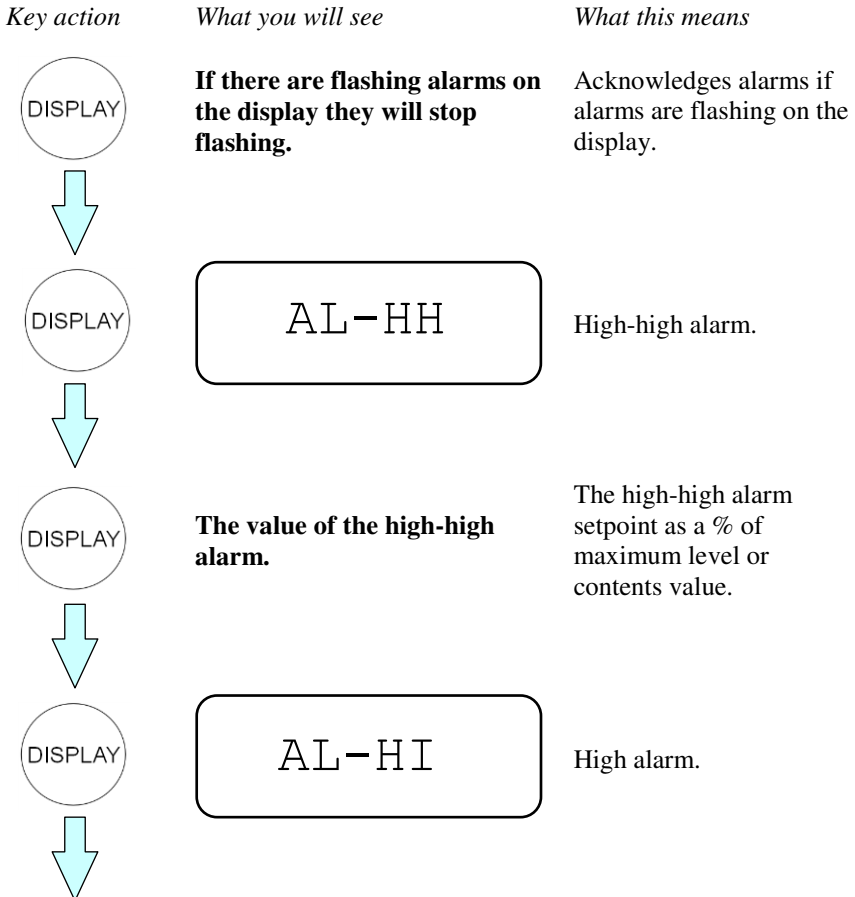 Key action What you will see What this means
DISPLAY
If there are flashing alarms on
the display they will stop
flashing.
Acknowledges alarms if
alarms are flashing on the
display.
DISPLAY
AL-HH
High-high alarm.
DISPLAY
The value of the high-high
alarm.
The high-high alarm
setpoint as a % of
maximum level or
contents value.
DISPLAY
AL-HI
High alarm.